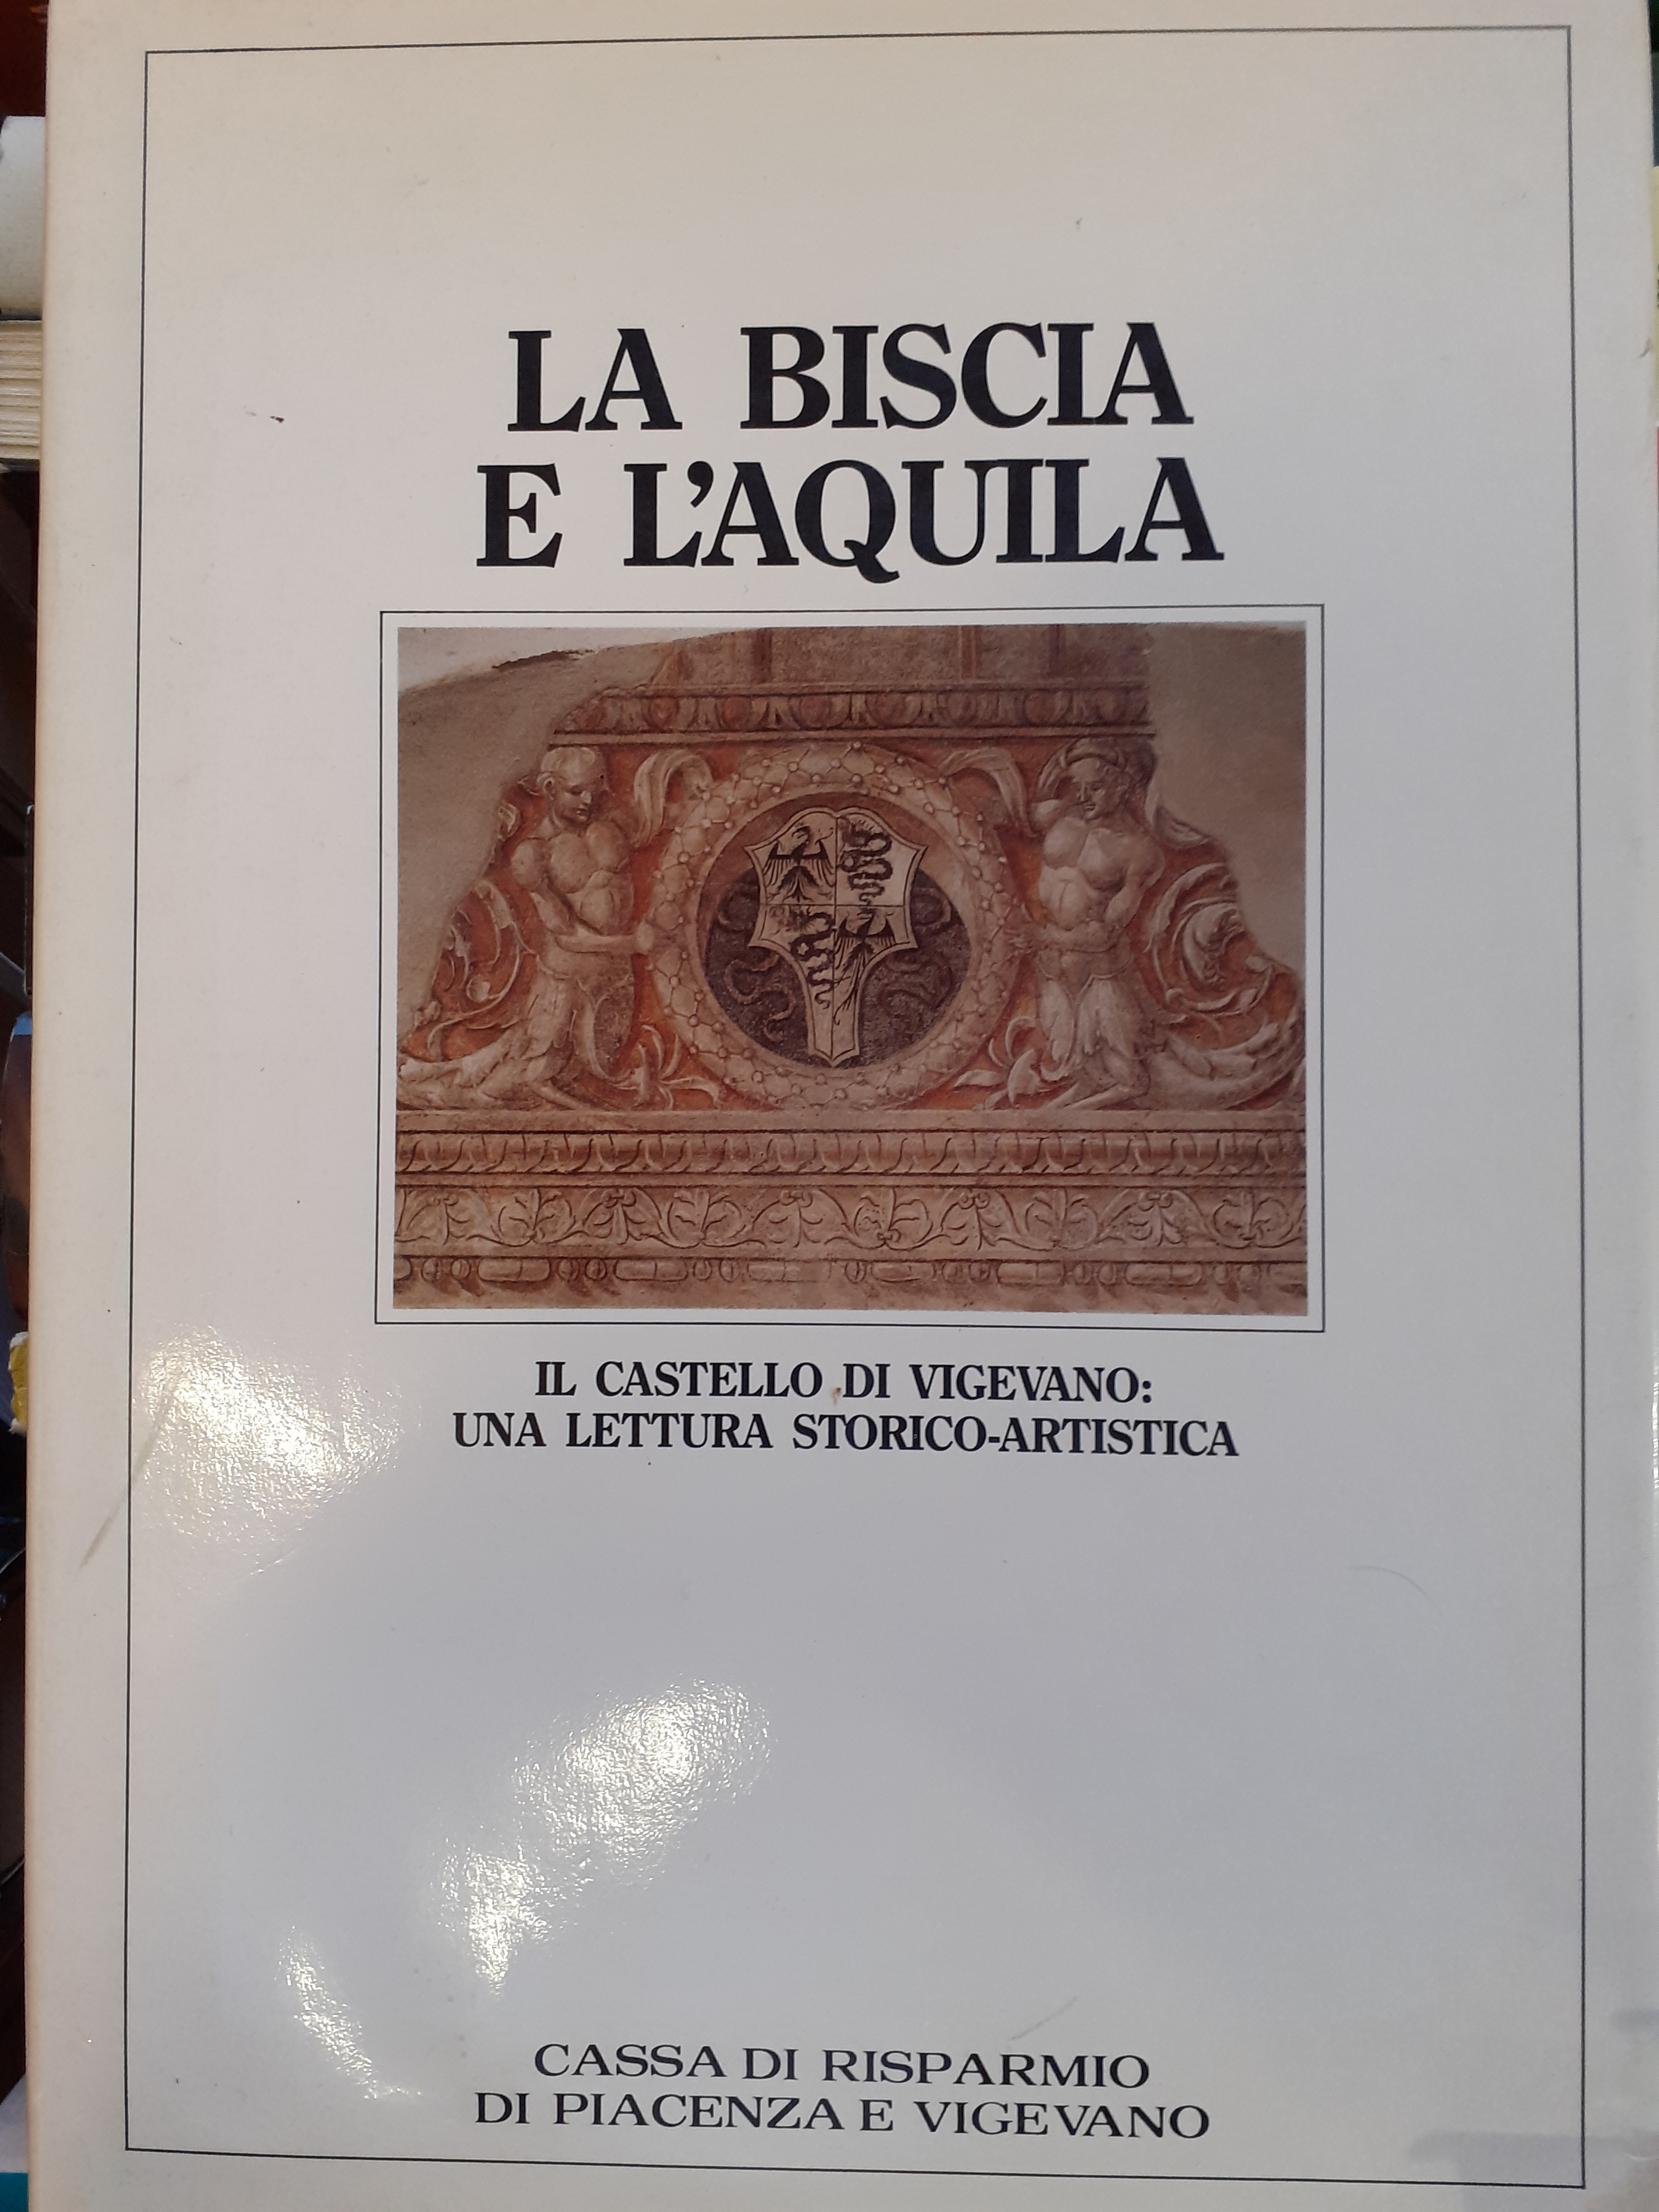 LA BISCIA
E L'AQUILA
IL CASTELLO DI VIGEVANO:
UNA LETTURA STORICO-ARTISTICA
CASSA DI RISPARMIO
DI PIACENZA E VIGEVANO